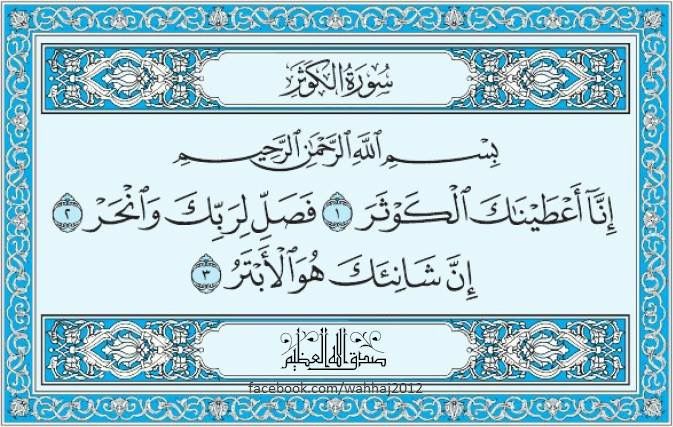 سُورَةُ الكَوْثَرِ
بِسْمِ ٱللَّهِ ٱلرَّحْمَٰنِ ٱلرَّحِيمِ
إِنَّآ أَعْطَيْنَٰكَ ٱلْكَوْثَرَ ١ فَصَلِّ لِرَبِّكَ وَٱنْحَرْ ٢
إِنَّ شَانِئَكَ هُوَ ٱلْأَبْتَرُ ٣
صدق الله العظيم
facebook.com/wahhaj2012